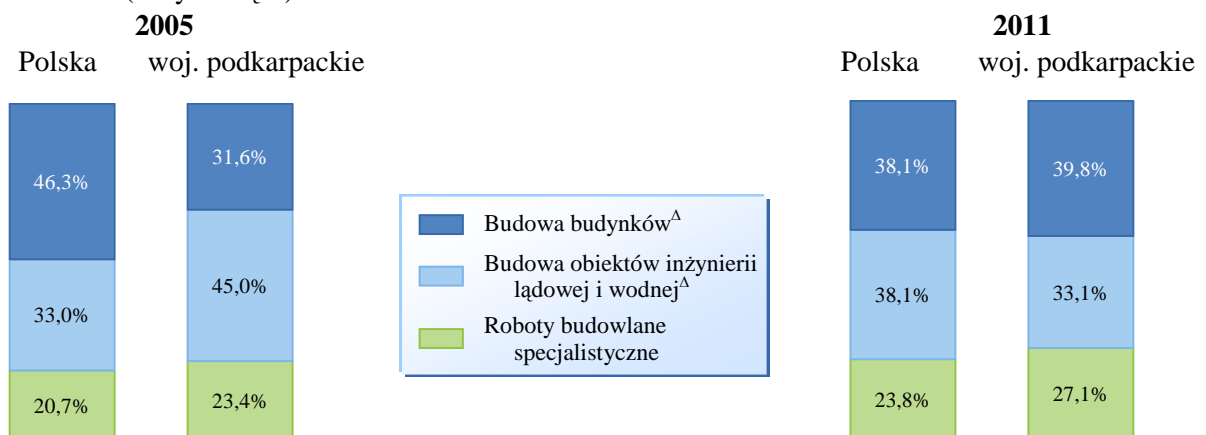 2005
Polska woj. podkarpackie
46,3% 31,6%
33,0% 45,0%
20,7% 23,4%
Budowa budynków^Δ
Budowa obiektów inżynierii
lądowej i wodnej^Δ
Roboty budowlane
specjalistyczne
2011
Polska woj. podkarpackie
38,1% 39,8%
38,1% 33,1%
23,8% 27,1%